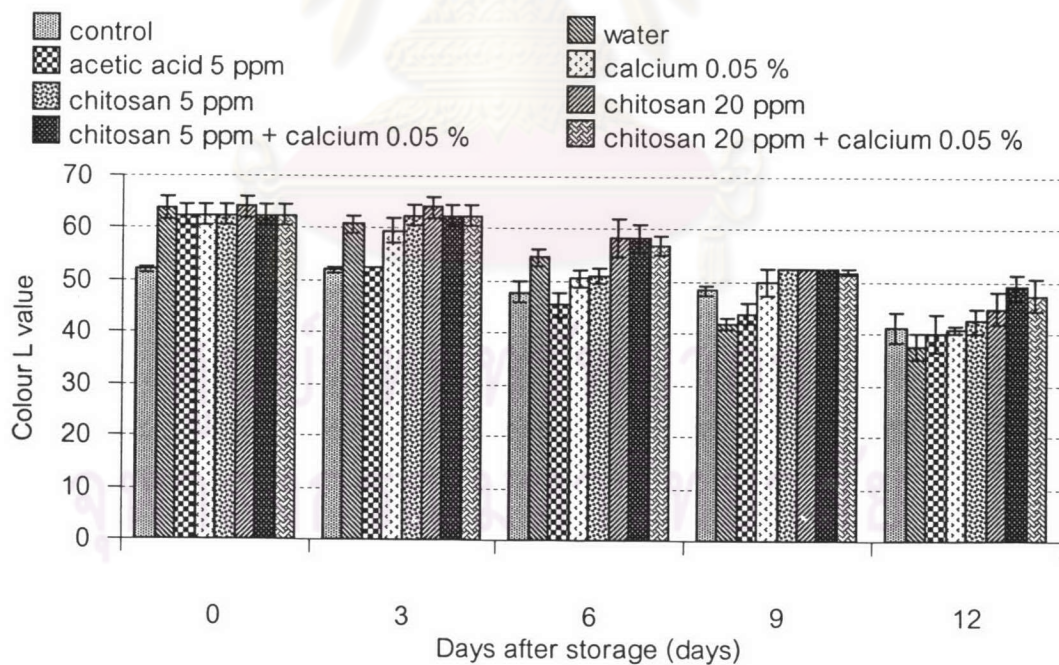 control
water
acetic acid 5 ppm
calcium 0.05 %
chitosan 5 ppm
chitosan 20 ppm
chitosan 5 ppm + calcium 0.05 %
chitosan 20 ppm + calcium 0.05 %
70
60
50
40
30
20
10
0
Colour L value
0 3 6 9 12
Days after storage (days)